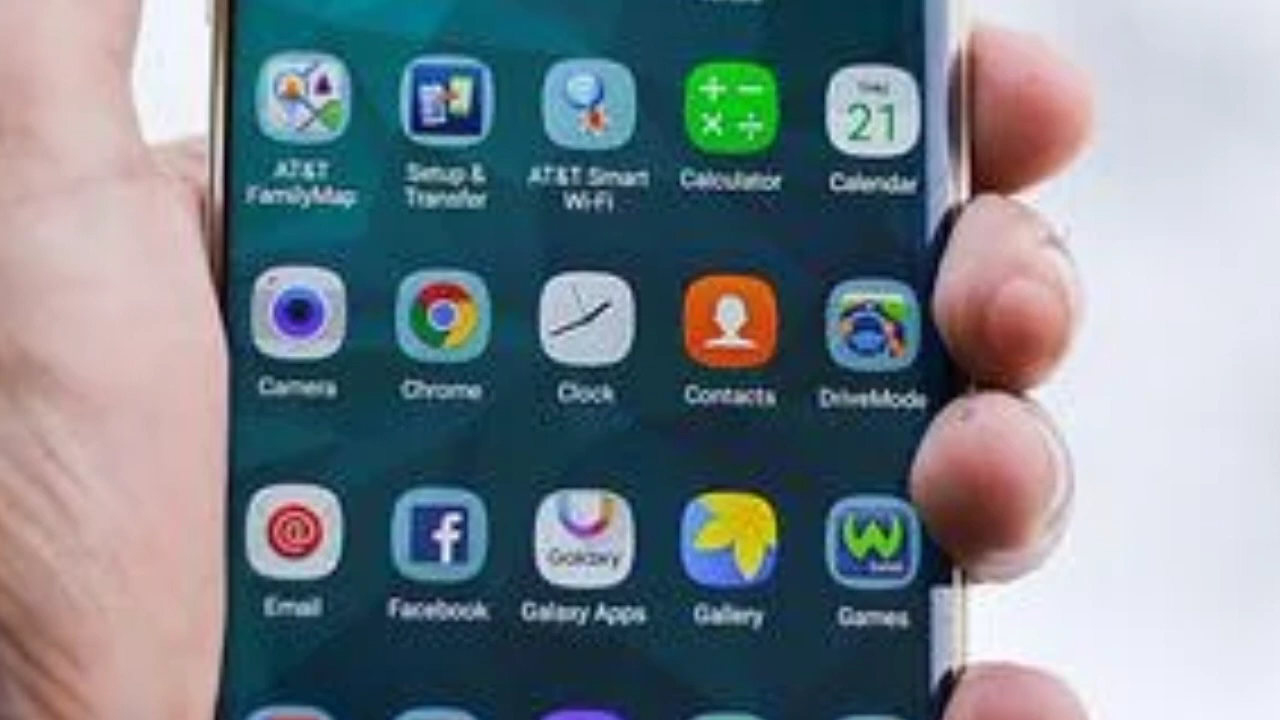 AT&T
FamilyMap
Setup &
Transfer
AT&T Smart
Wi-Fi
Calculator
THU
21
Calendar
Camera
Chrome
Clock
Contacts
DriveMode
Email
Facebook
Galaxy
Galaxy Apps
Gallery
Games